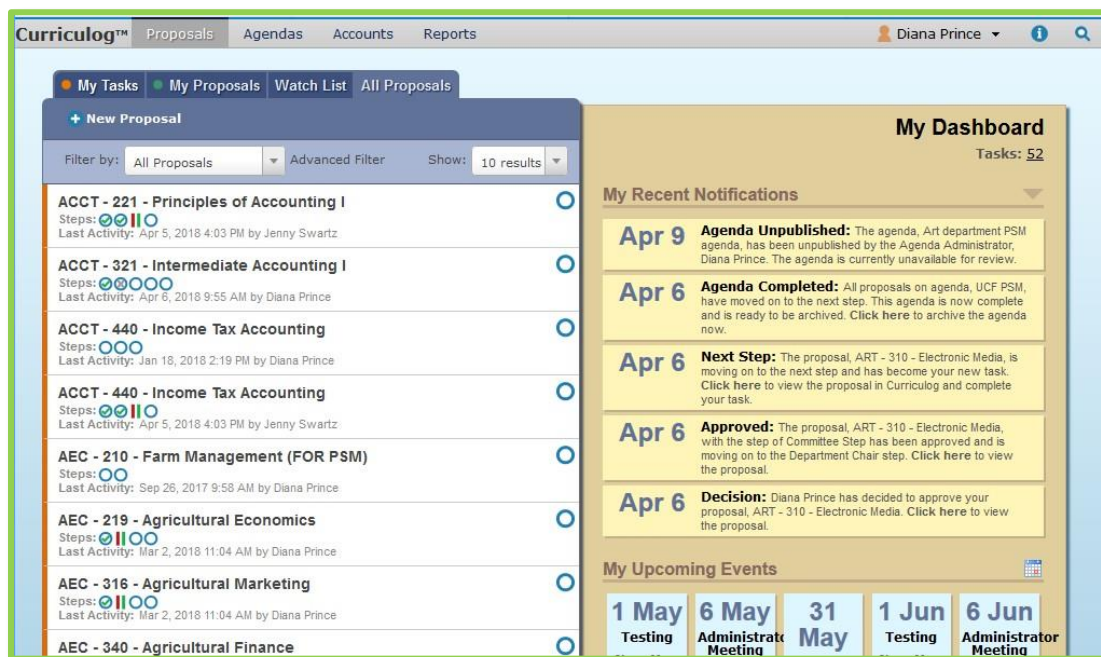 Curriculog™ Proposals Agendas Accounts Reports Diana Prince
My Tasks My Proposals Watch List All Proposals
New Proposal
Filter by: All Proposals Advanced Filter Show: 10 results
ACCT - 221 - Principles of Accounting I
Steps:
Last Activity: Apr 5, 2018 4:03 PM by Jenny Swartz
ACCT - 321 - Intermediate Accounting I
Steps:
Last Activity: Apr 6, 2018 9:55 AM by Diana Prince
ACCT - 440 - Income Tax Accounting
Steps:
Last Activity: Jan 18, 2018 2:19 PM by Diana Prince
ACCT - 440 - Income Tax Accounting
Steps:
Last Activity: Apr 5, 2018 4:03 PM by Jenny Swartz
AEC - 210 - Farm Management (FOR PSM)
Steps:
Last Activity: Sep 26, 2017 9:58 AM by Diana Prince
AEC - 219 - Agricultural Economics
Steps:
Last Activity: Mar 2, 2018 11:04 AM by Diana Prince
AEC - 316 - Agricultural Marketing
Steps:
Last Activity: Mar 2, 2018 11:04 AM by Diana Prince
AEC - 340 - Agricultural Finance
My Dashboard
Tasks: 52
My Recent Notifications
Apr 9
Agenda Unpublished: The agenda, Art department PSM
agenda, has been unpublished by the Agenda Administrator,
Diana Prince. The agenda is currently unavailable for review.
Apr 6
Agenda Completed: All proposals on agenda, UCF PSM,
have moved on to the next step. This agenda is now complete
and is ready to be archived. Click here to archive the agenda
now.
Apr 6
Next Step: The proposal, ART - 310 - Electronic Media, is
moving on to the next step and has become your new task.
Click here to view the proposal in Curriculog and complete
your task.
Apr 6
Approved: The proposal, ART - 310 - Electronic Media,
with the step of Committee Step has been approved and is
moving on to the Department Chair step. Click here to view
the proposal.
Apr 6
Decision: Diana Prince has decided to approve your
proposal, ART - 310 - Electronic Media. Click here to view
the proposal.
My Upcoming Events
1 May
Testing
6 May
Administrato
Meeting
31
May
1 Jun
Testing
6 Jun
Administrator
Meeting